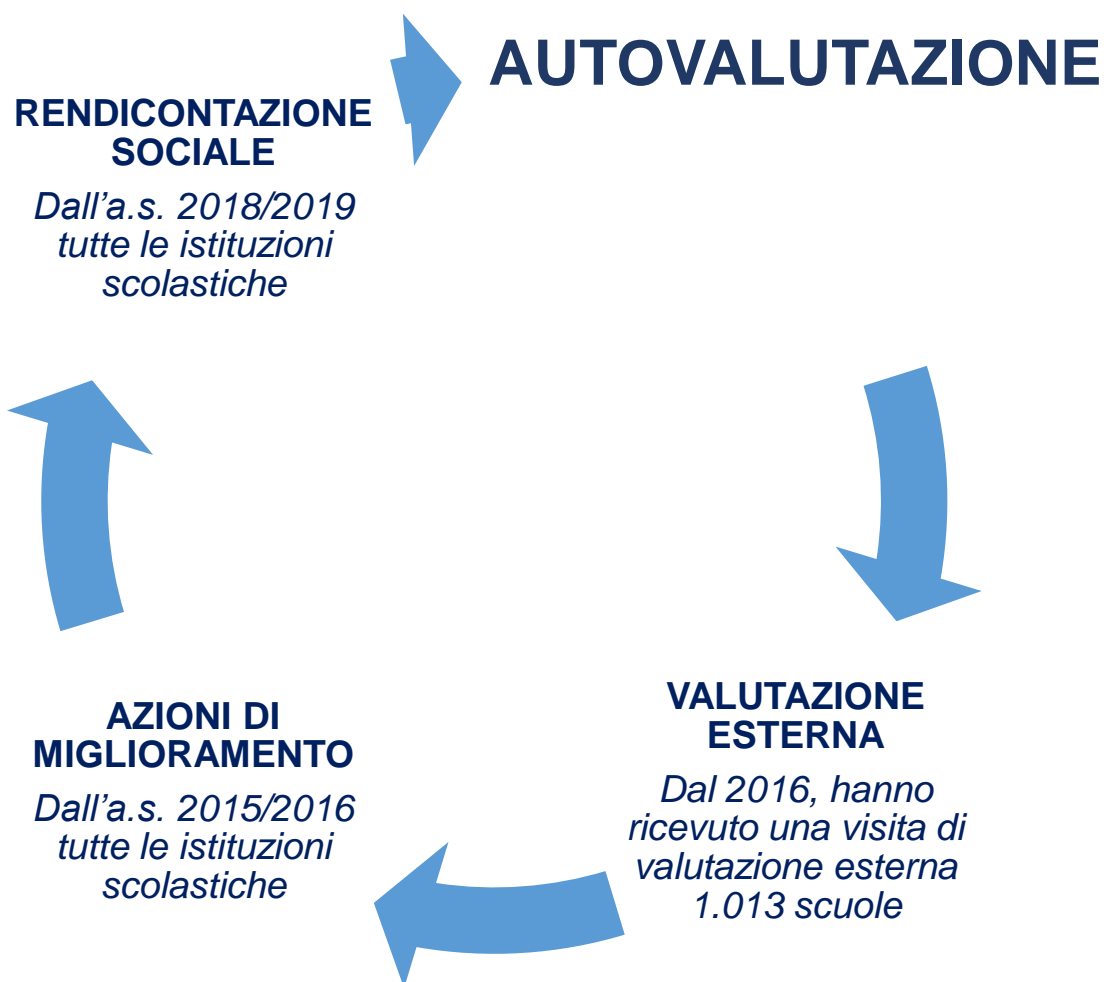 AUTOVALUTAZIONE
RENDICONTAZIONE
SOCIALE
Dall’a.s. 2018/2019
tutte le istituzioni
scolastiche
VALUTAZIONE
ESTERNA
Dal 2016, hanno
ricevuto una visita di
valutazione esterna
1.013 scuole
AZIONI DI
MIGLIORAMENTO
Dall’a.s. 2015/2016
tutte le istituzioni
scolastiche